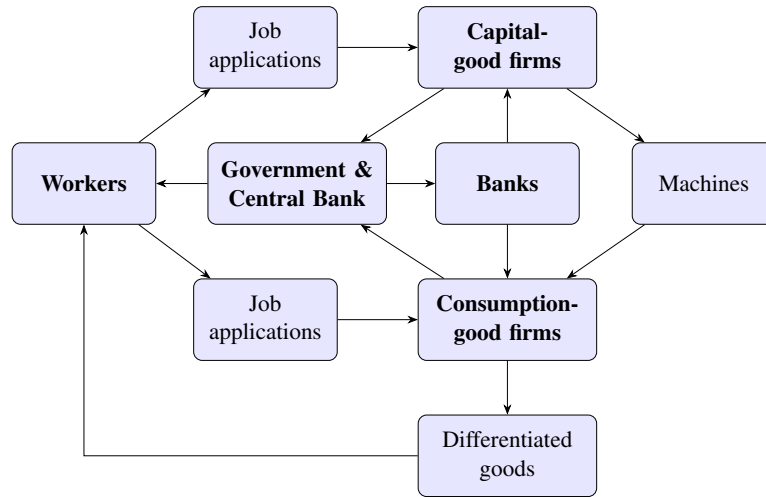 Job
applications
Capital-
good firms
Workers
Government &
Central Bank
Banks
Machines
Job
applications
Consumption-
good firms
Differentiated
goods